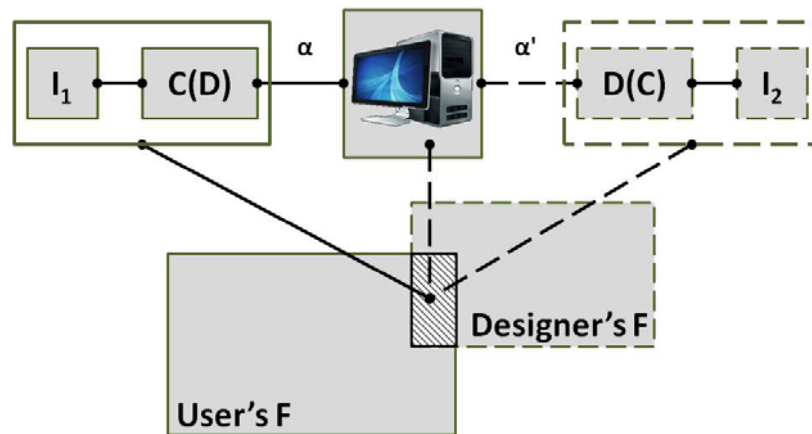 α
α'
I₁
C(D)
D(C)
I₂
Designer's F
User's F